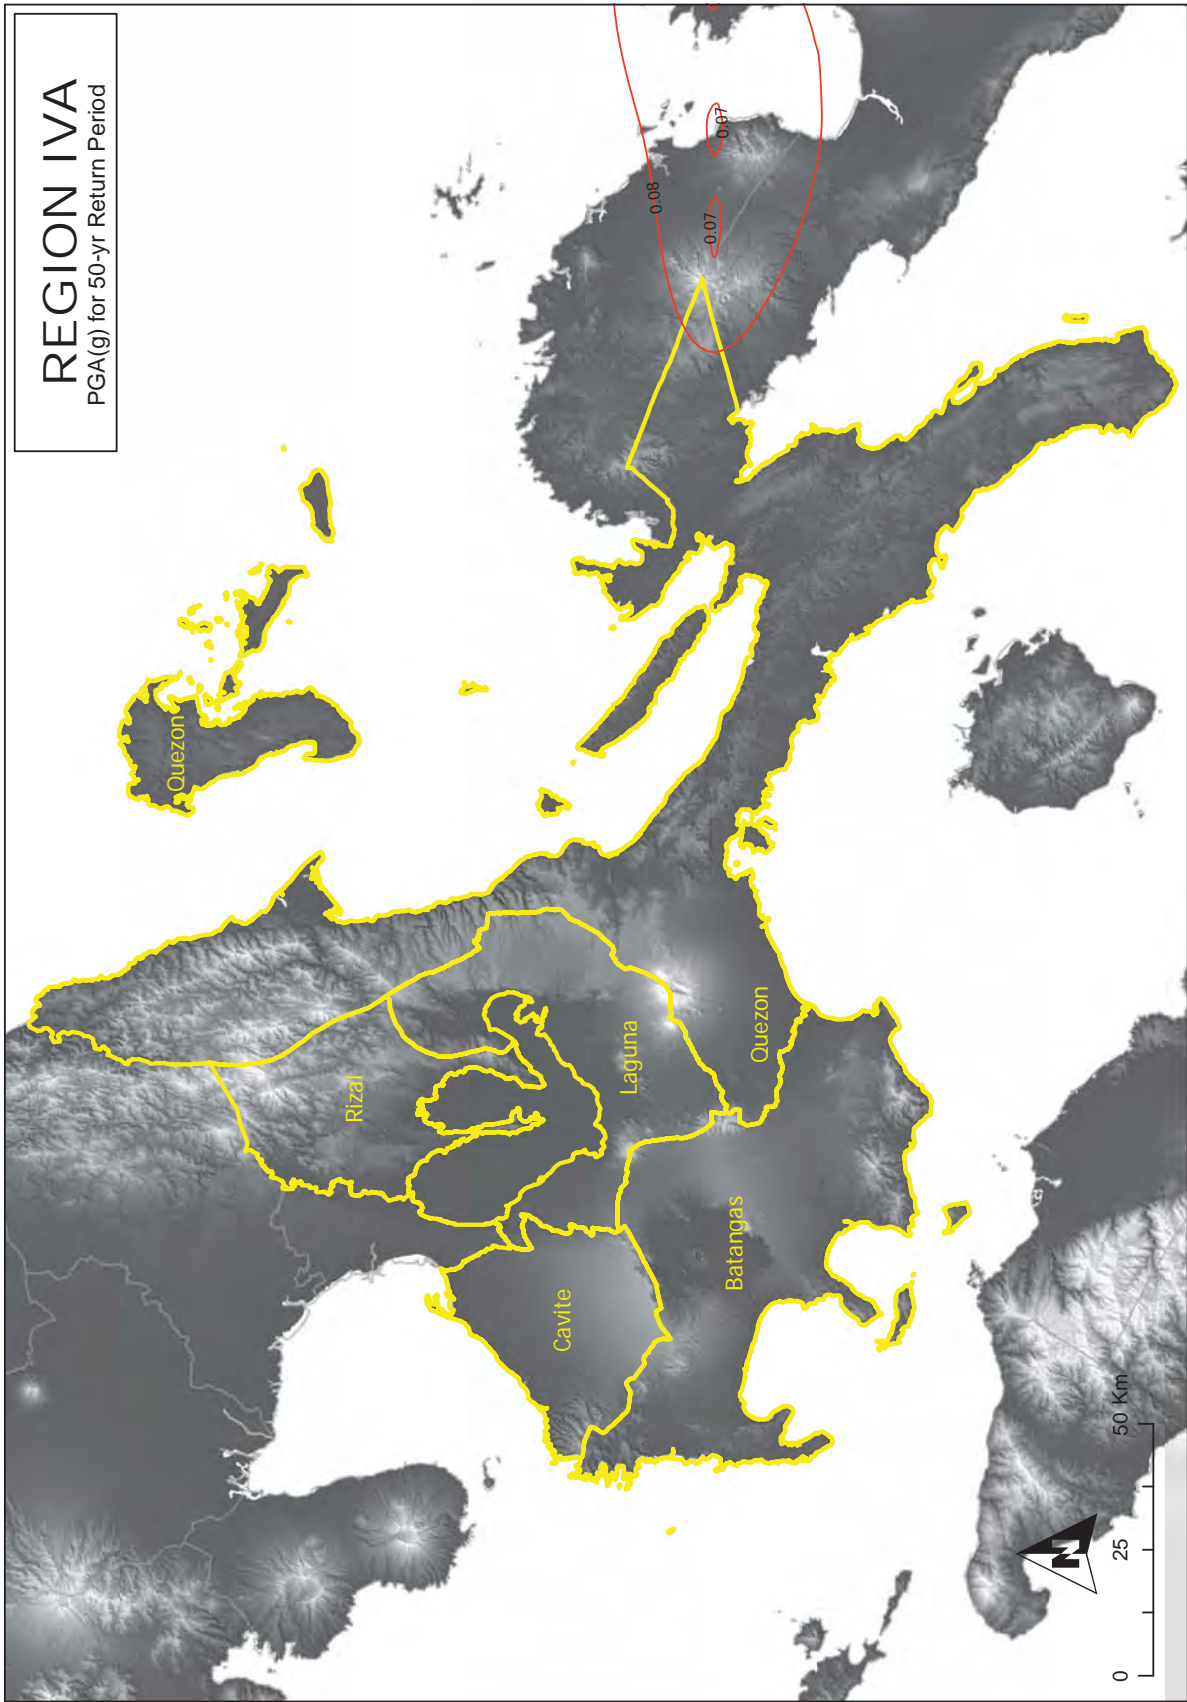 REGION IVA
PGA(g) for 50-yr Return Period
0.08
0.07
0.07
Quezon
Rizal
Laguna
Quezon
Cavite
Batangas
N
0
25
50 Km